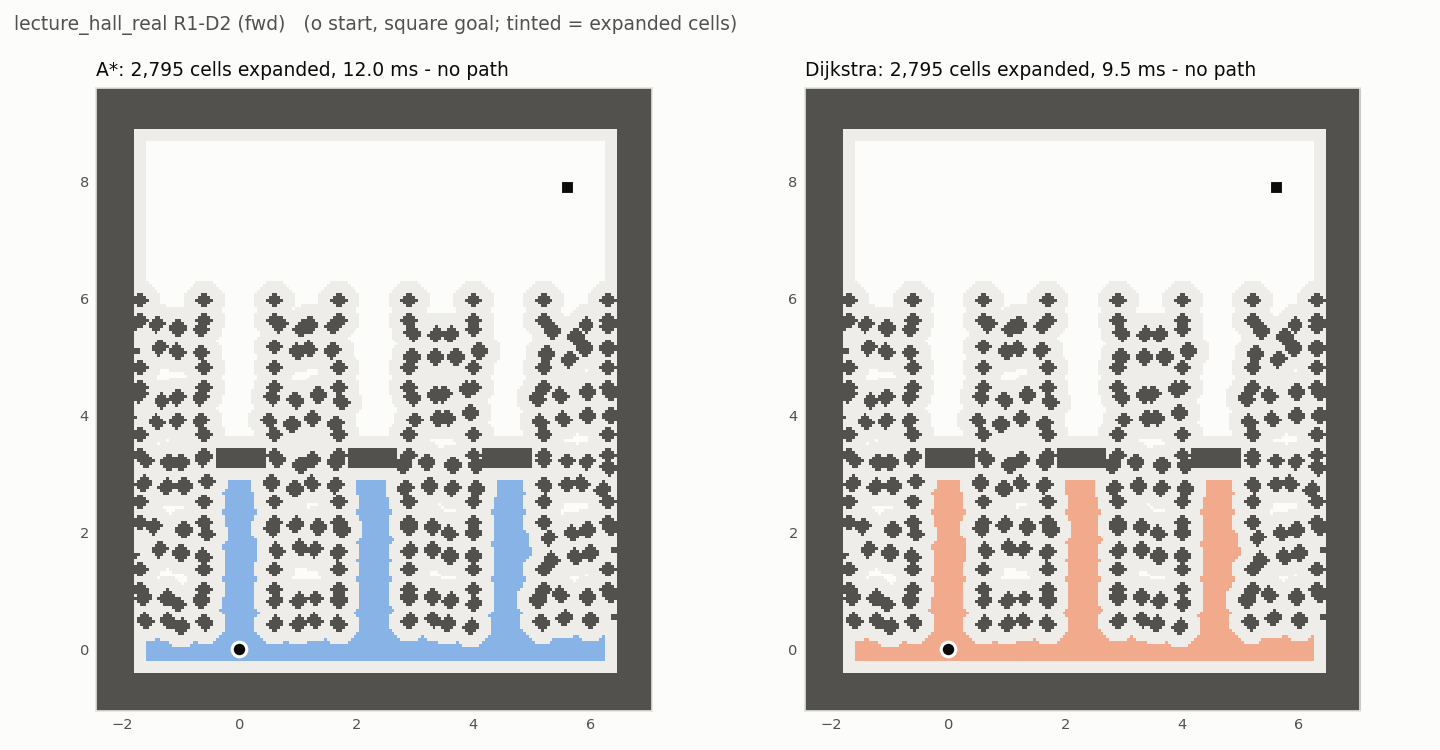 lecture_hall_real R1-D2 (fwd)   (o start, square goal; tinted = expanded cells)
A*: 2,795 cells expanded, 12.0 ms - no path
Dijkstra: 2,795 cells expanded, 9.5 ms - no path
8
6
4
2
0
−2 0 2 4 6
8
6
4
2
0
−2 0 2 4 6